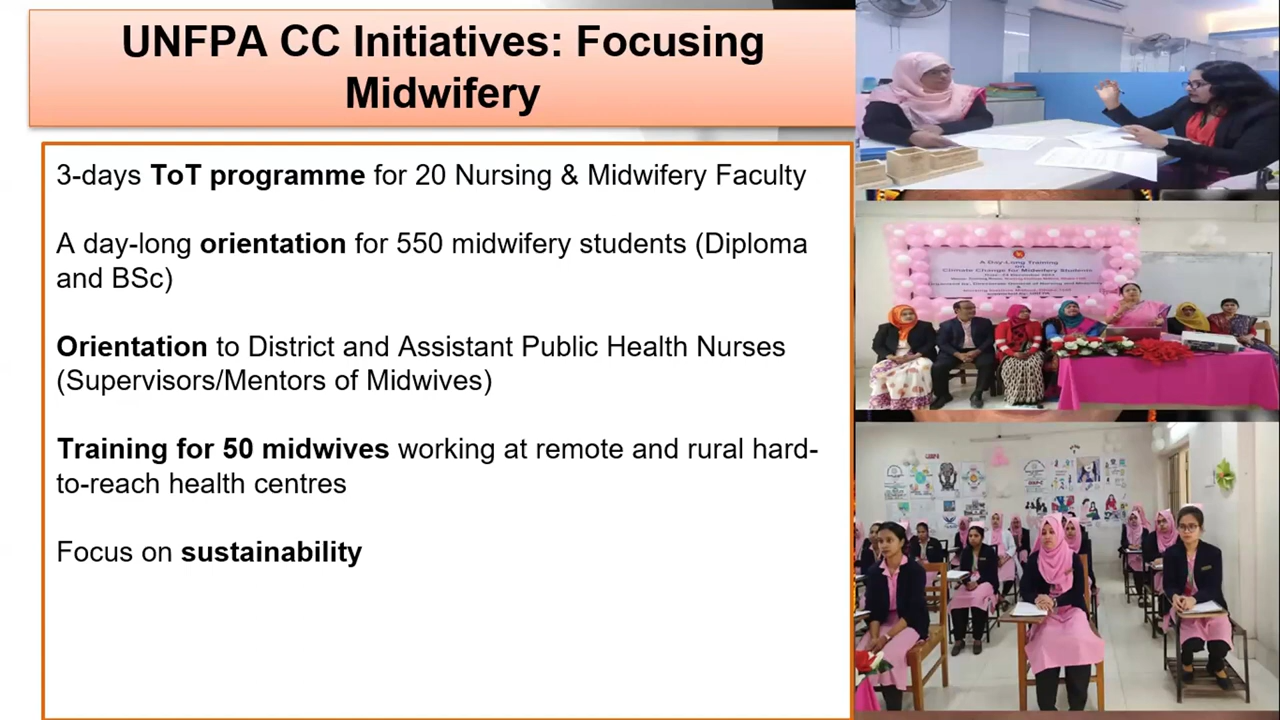 UNFPA CC Initiatives: Focusing
Midwifery
3-days ToT programme for 20 Nursing & Midwifery Faculty
A day-long orientation for 550 midwifery students (Diploma
and BSc)
Orientation to District and Assistant Public Health Nurses
(Supervisors/Mentors of Midwives)
Training for 50 midwives working at remote and rural hard-
to-reach health centres
Focus on sustainability
A Day-Long Training
on
Climate Change for Midwifery Students